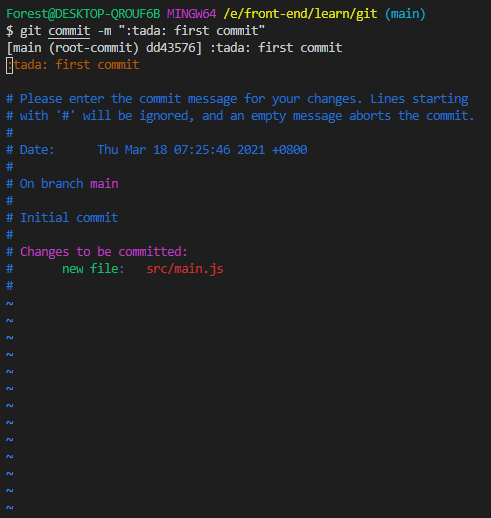 Forest@DESKTOP-QROUF6B MINGW64 /e/front-end/learn/git (main)
$ git commit -m ":tada: first commit"
[main (root-commit) dd43576] :tada: first commit
:tada: first commit

# Please enter the commit message for your changes. Lines starting
# with '#' will be ignored, and an empty message aborts the commit.
#
# Date:      Thu Mar 18 07:25:46 2021 +0800
#
# On branch main
#
# Initial commit
#
# Changes to be committed:
#       new file:   src/main.js
#
~
~
~
~
~
~
~
~
~
~
~
~
~